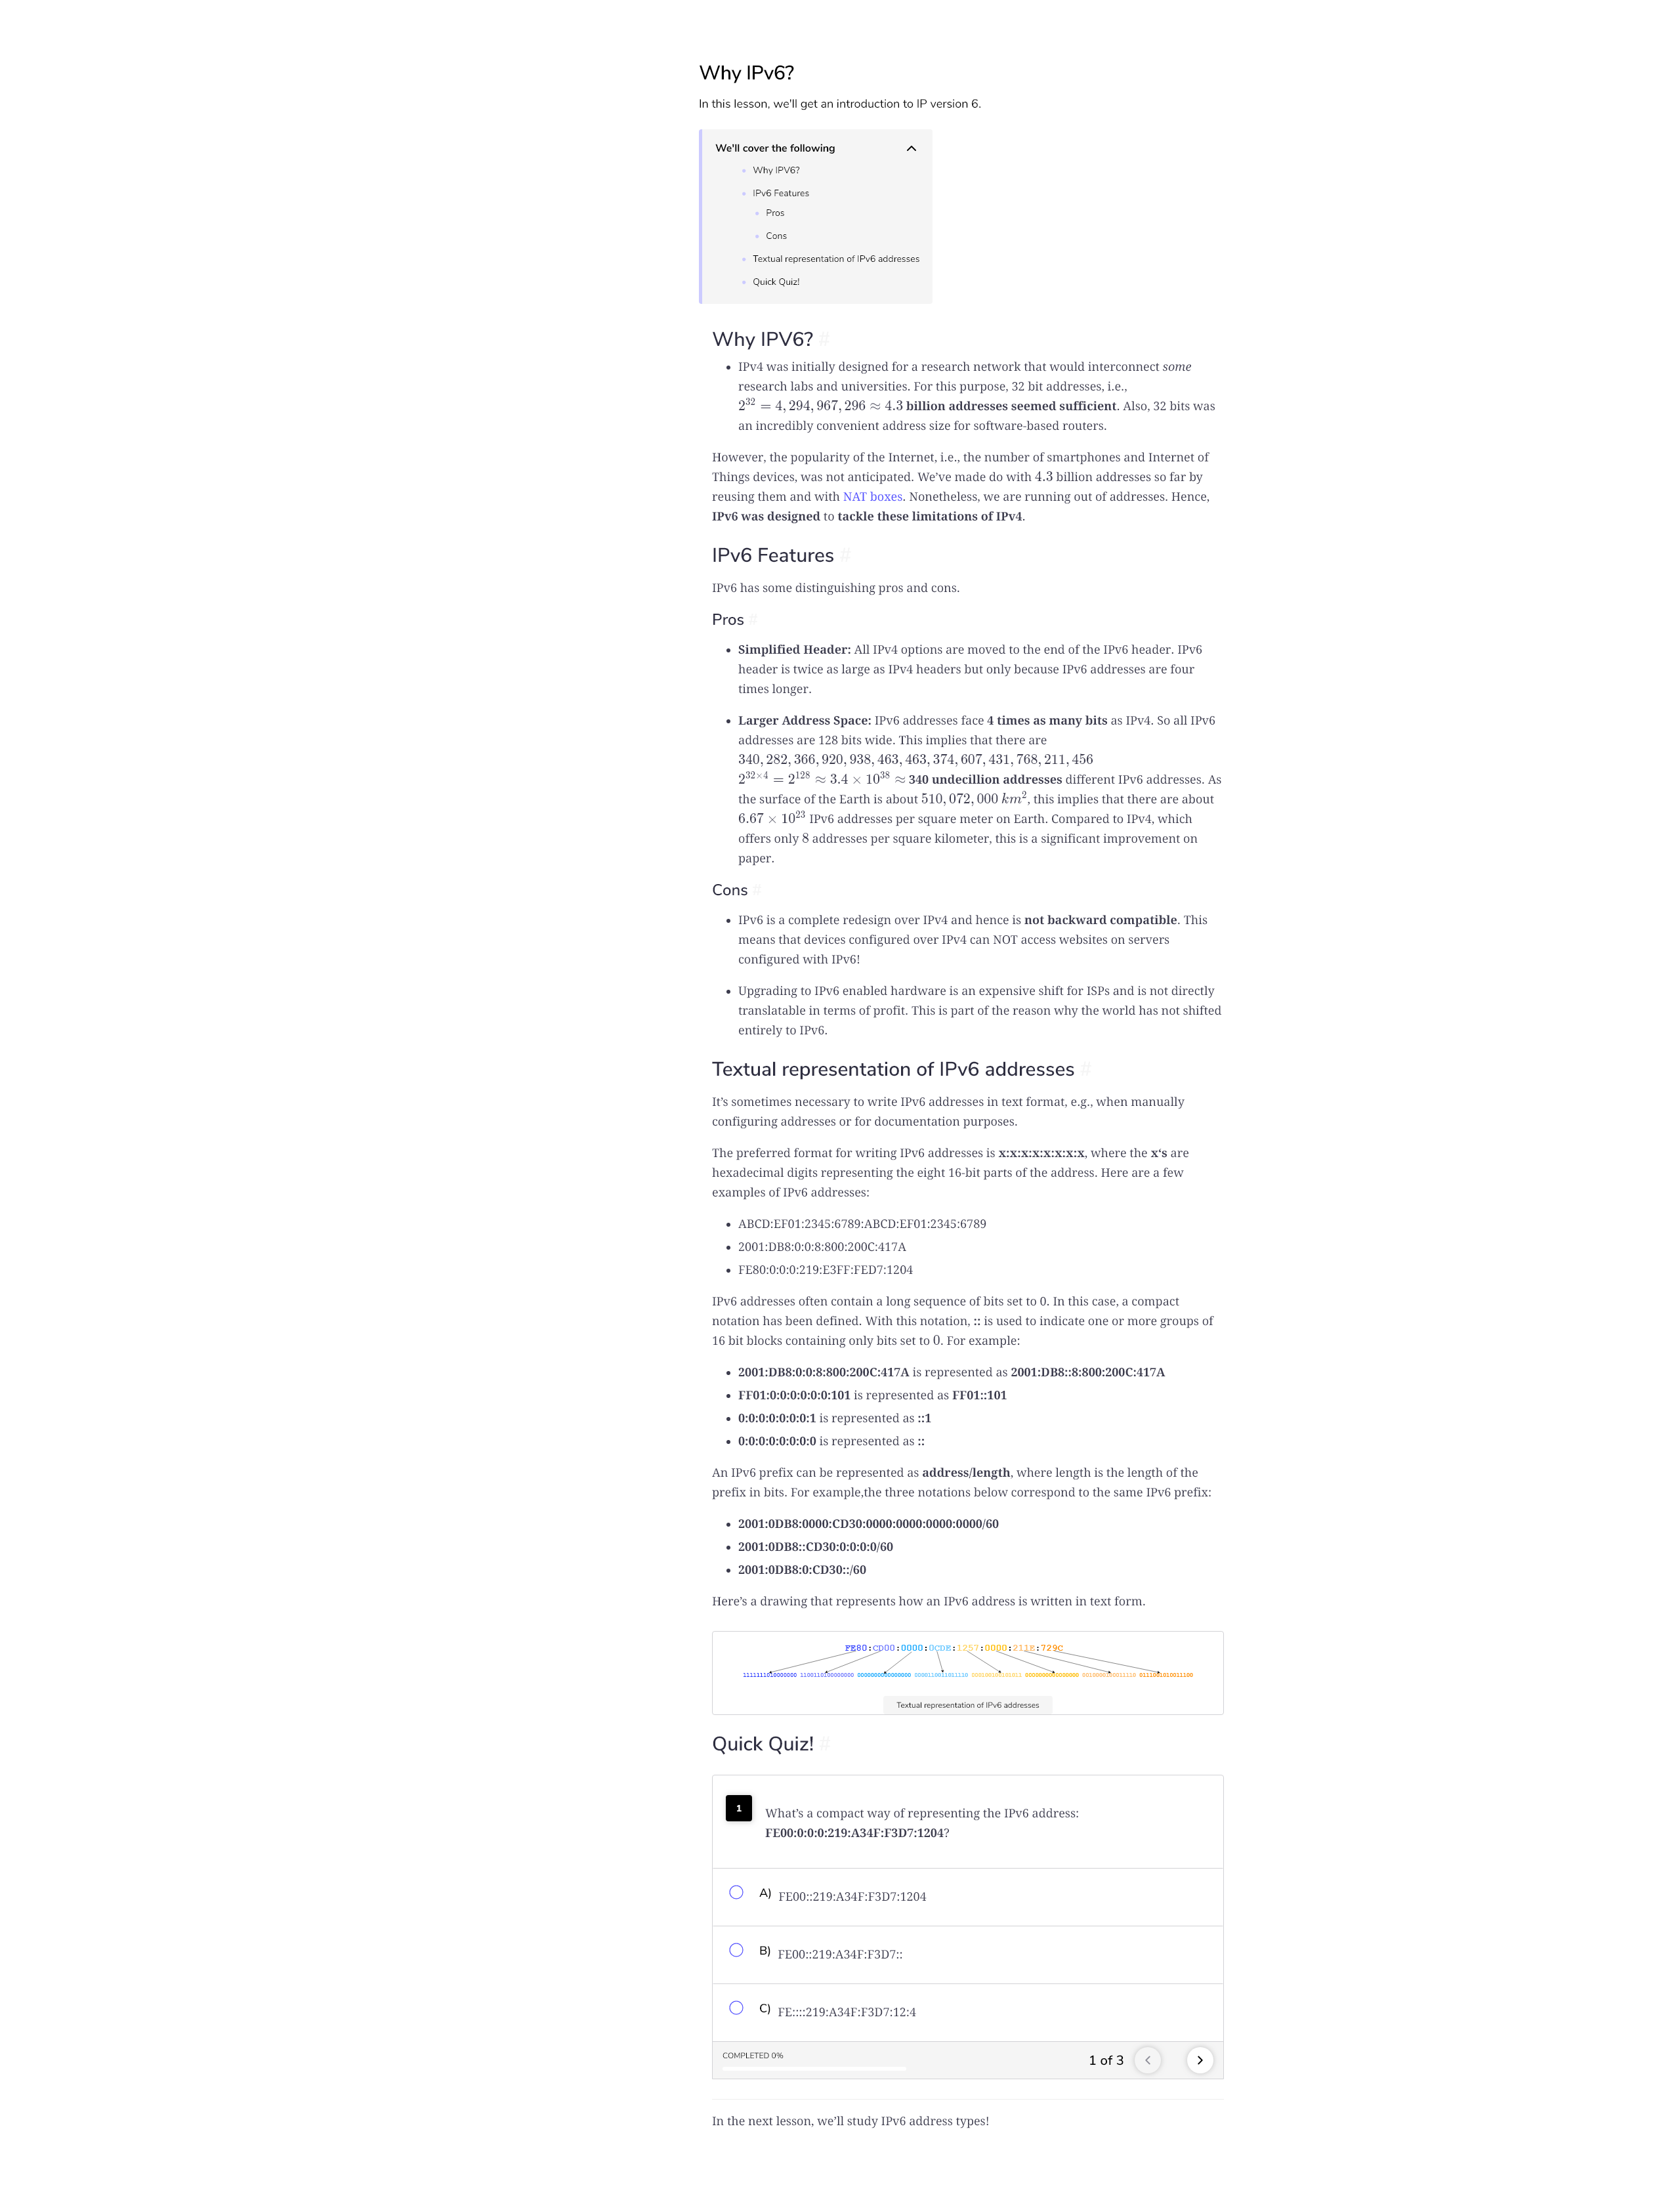 Why IPv6?
In this lesson, we'll get an introduction to IP version 6.
We'll cover the following
Why IPV6?
IPv6 Features
Pros
Cons
Textual representation of IPv6 addresses
Quick Quiz!
Why IPV6? #
• IPv4 was initially designed for a research network that would interconnect some
research labs and universities. For this purpose, 32 bit addresses, i.e.,
2^32 = 4, 294, 967, 296 ≈ 4.3 billion addresses seemed sufficient. Also, 32 bits was
an incredibly convenient address size for software-based routers.
However, the popularity of the Internet, i.e., the number of smartphones and Internet of
Things devices, was not anticipated. We’ve made do with 4.3 billion addresses so far by
reusing them and with NAT boxes. Nonetheless, we are running out of addresses. Hence,
IPv6 was designed to tackle these limitations of IPv4.
IPv6 Features #
IPv6 has some distinguishing pros and cons.
Pros #
• Simplified Header: All IPv4 options are moved to the end of the IPv6 header. IPv6
header is twice as large as IPv4 headers but only because IPv6 addresses are four
times longer.
• Larger Address Space: IPv6 addresses face 4 times as many bits as IPv4. So all IPv6
addresses are 128 bits wide. This implies that there are
340, 282, 366, 920, 938, 463, 463, 374, 607, 431, 768, 211, 456
2^32×4 = 2^128 ≈ 3.4 × 10^38 ≈ 340 undecillion addresses different IPv6 addresses. As
the surface of the Earth is about 510, 072, 000 km^2, this implies that there are about
6.67 × 10^23 IPv6 addresses per square meter on Earth. Compared to IPv4, which
offers only 8 addresses per square kilometer, this is a significant improvement on
paper.
Cons #
• IPv6 is a complete redesign over IPv4 and hence is not backward compatible. This
means that devices configured over IPv4 can NOT access websites on servers
configured with IPv6!
• Upgrading to IPv6 enabled hardware is an expensive shift for ISPs and is not directly
translatable in terms of profit. This is part of the reason why the world has not shifted
entirely to IPv6.
Textual representation of IPv6 addresses #
It’s sometimes necessary to write IPv6 addresses in text format, e.g., when manually
configuring addresses or for documentation purposes.
The preferred format for writing IPv6 addresses is x:x:x:x:x:x:x:x, where the x‘s are
hexadecimal digits representing the eight 16-bit parts of the address. Here are a few
examples of IPv6 addresses:
• ABCD:EF01:2345:6789:ABCD:EF01:2345:6789
• 2001:DB8:0:0:8:800:200C:417A
• FE80:0:0:0:219:E3FF:FED7:1204
IPv6 addresses often contain a long sequence of bits set to 0. In this case, a compact
notation has been defined. With this notation, :: is used to indicate one or more groups of
16 bit blocks containing only bits set to 0. For example:
• 2001:DB8:0:0:8:800:200C:417A is represented as 2001:DB8::8:800:200C:417A
• FF01:0:0:0:0:0:0:101 is represented as FF01::101
• 0:0:0:0:0:0:0:1 is represented as ::1
• 0:0:0:0:0:0:0:0 is represented as ::
An IPv6 prefix can be represented as address/length, where length is the length of the
prefix in bits. For example,the three notations below correspond to the same IPv6 prefix:
• 2001:0DB8:0000:CD30:0000:0000:0000:0000/60
• 2001:0DB8::CD30:0:0:0:0/60
• 2001:0DB8:0:CD30::/60
Here’s a drawing that represents how an IPv6 address is written in text form.
FE80:CD00:0000:0CDE:1257:0000:211E:729C
1111111010000000 1100110100000000 0000000000000000 0000110011011110 0001001001010111 0000000000000000 0010000100011110 0111001010011100
Textual representation of IPv6 addresses
Quick Quiz! #
1
What’s a compact way of representing the IPv6 address:
FE00:0:0:0:219:A34F:F3D7:1204?
A) FE00::219:A34F:F3D7:1204
B) FE00::219:A34F:F3D7::
C) FE::::219:A34F:F3D7:12:4
COMPLETED 0%
1 of 3
In the next lesson, we’ll study IPv6 address types!